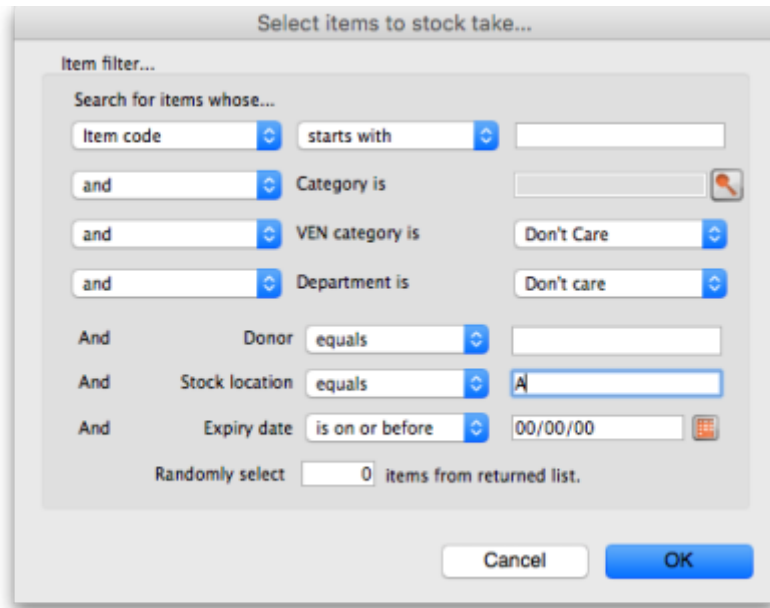 Select items to stock take...
Item filter...
Search for items whose...
Item code starts with
and Category is
and VEN category is Don't Care
and Department is Don't care
And Donor equals
And Stock location equals A
And Expiry date is on or before 00/00/00
Randomly select 0 items from returned list.
Cancel OK